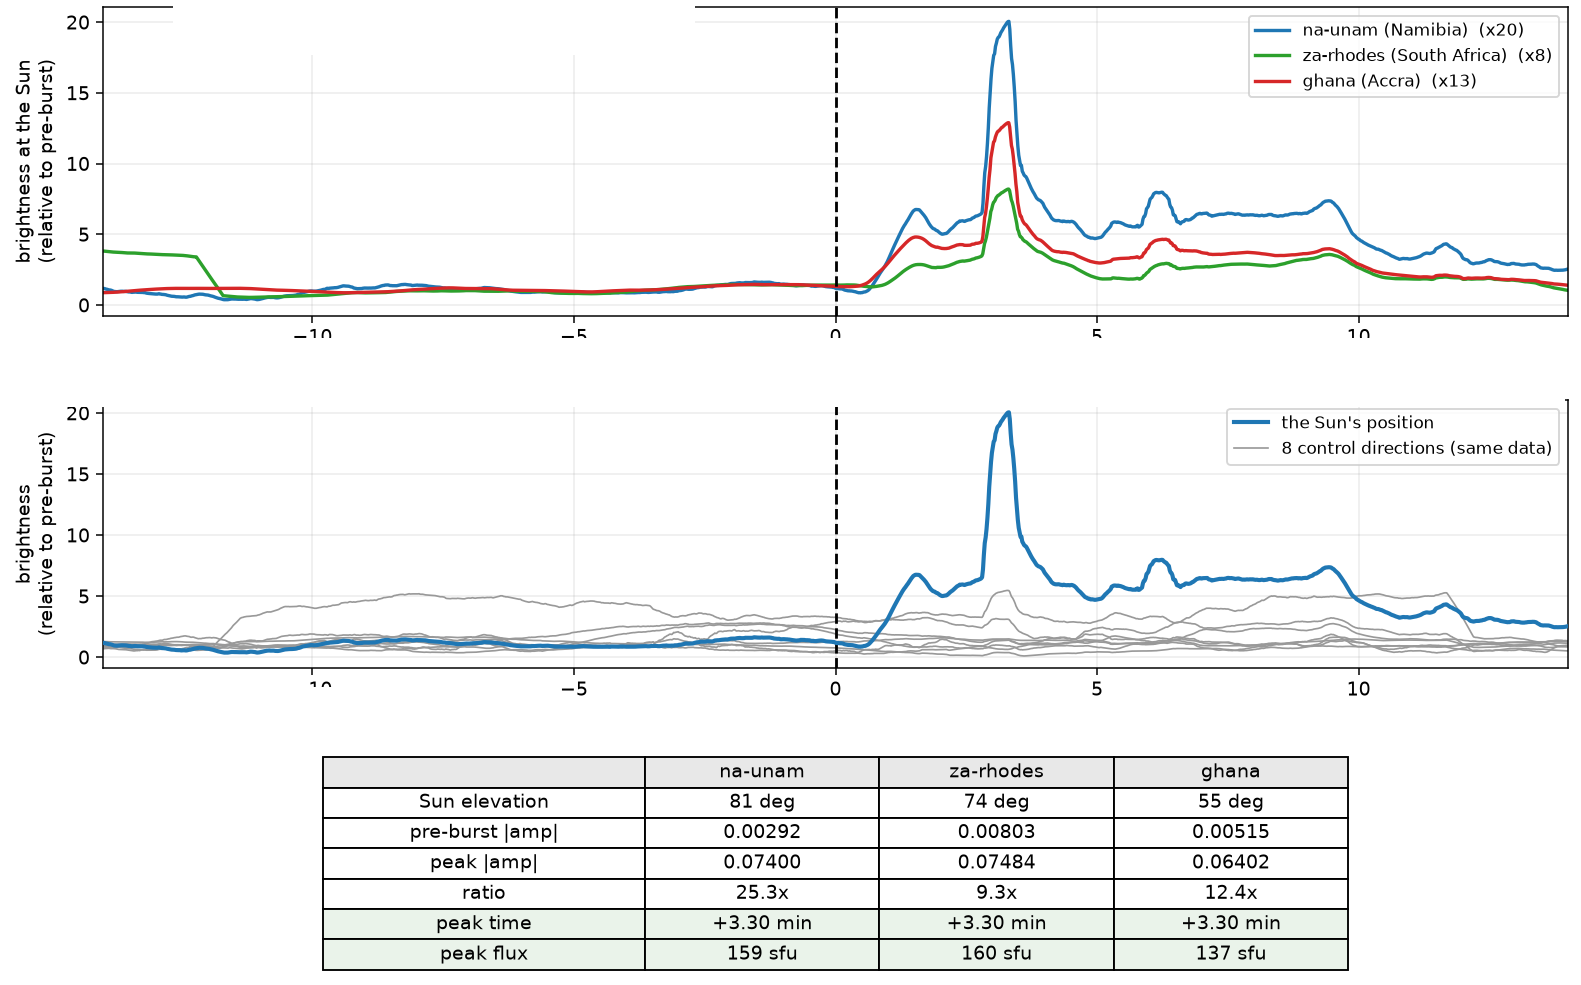 20
15
10
5
0
brightness at the Sun
(relative to pre-burst)
na-unam (Namibia)  (x20)
za-rhodes (South Africa)  (x8)
ghana (Accra)  (x13)
−10
−5
0
5
10
20
15
10
5
0
brightness
(relative to pre-burst)
the Sun's position
8 control directions (same data)
−5
0
5
10
na-unam za-rhodes ghana
Sun elevation 81 deg 74 deg 55 deg
pre-burst |amp| 0.00292 0.00803 0.00515
peak |amp| 0.07400 0.07484 0.06402
ratio 25.3x 9.3x 12.4x
peak time +3.30 min +3.30 min +3.30 min
peak flux 159 sfu 160 sfu 137 sfu